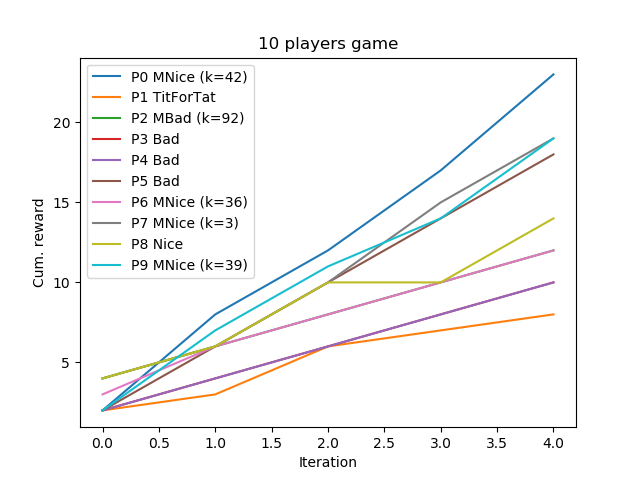 10 players game
P0 MNice (k=42)
P1 TitForTat
P2 MBad (k=92)
P3 Bad
P4 Bad
P5 Bad
P6 MNice (k=36)
P7 MNice (k=3)
P8 Nice
P9 MNice (k=39)
20
15
10
5
Cum. reward
0.0 0.5 1.0 1.5 2.0 2.5 3.0 3.5 4.0
Iteration